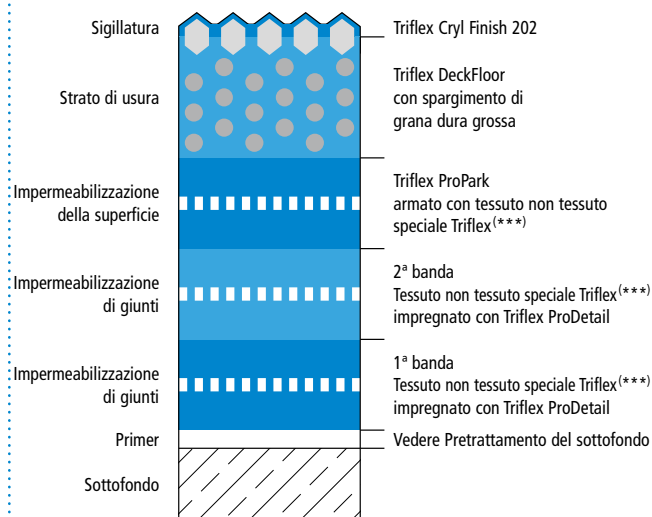 Sigillatura
Triflex Cryl Finish 202
Strato di usura
Triflex DeckFloor
con spargimento di
grana dura grossa
Impermeabilizzazione
della superficie
Triflex ProPark
armato con tessuto non tessuto
speciale Triflex(***)
Impermeabilizzazione
di giunti
2ª banda
Tessuto non tessuto speciale Triflex(***)
impregnato con Triflex ProDetail
Impermeabilizzazione
di giunti
1ª banda
Tessuto non tessuto speciale Triflex(***)
impregnato con Triflex ProDetail
Primer
Vedere Pretrattamento del sottofondo
Sottofondo